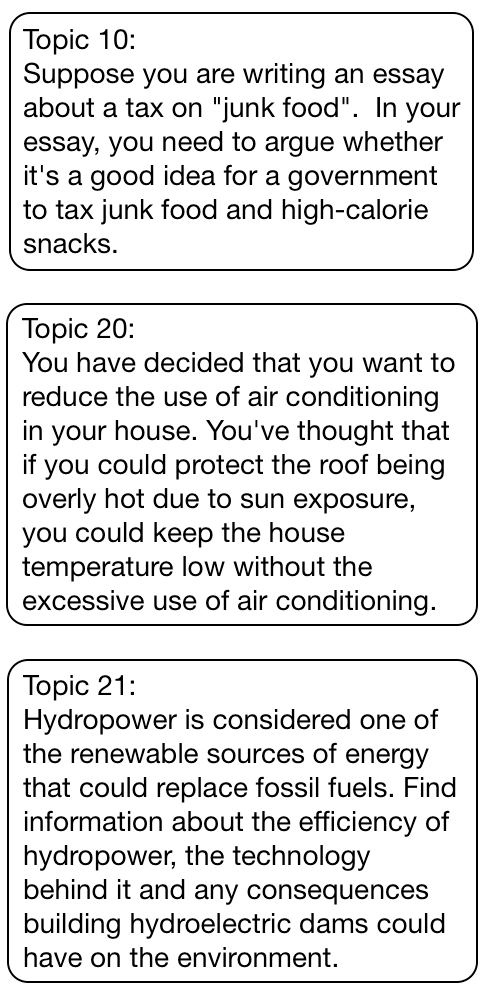 Topic 10:
Suppose you are writing an essay
about a tax on "junk food".  In your
essay, you need to argue whether
it's a good idea for a government
to tax junk food and high-calorie
snacks.
Topic 20:
You have decided that you want to
reduce the use of air conditioning
in your house. You've thought that
if you could protect the roof being
overly hot due to sun exposure,
you could keep the house
temperature low without the
excessive use of air conditioning.
Topic 21:
Hydropower is considered one of
the renewable sources of energy
that could replace fossil fuels. Find
information about the efficiency of
hydropower, the technology
behind it and any consequences
building hydroelectric dams could
have on the environment.